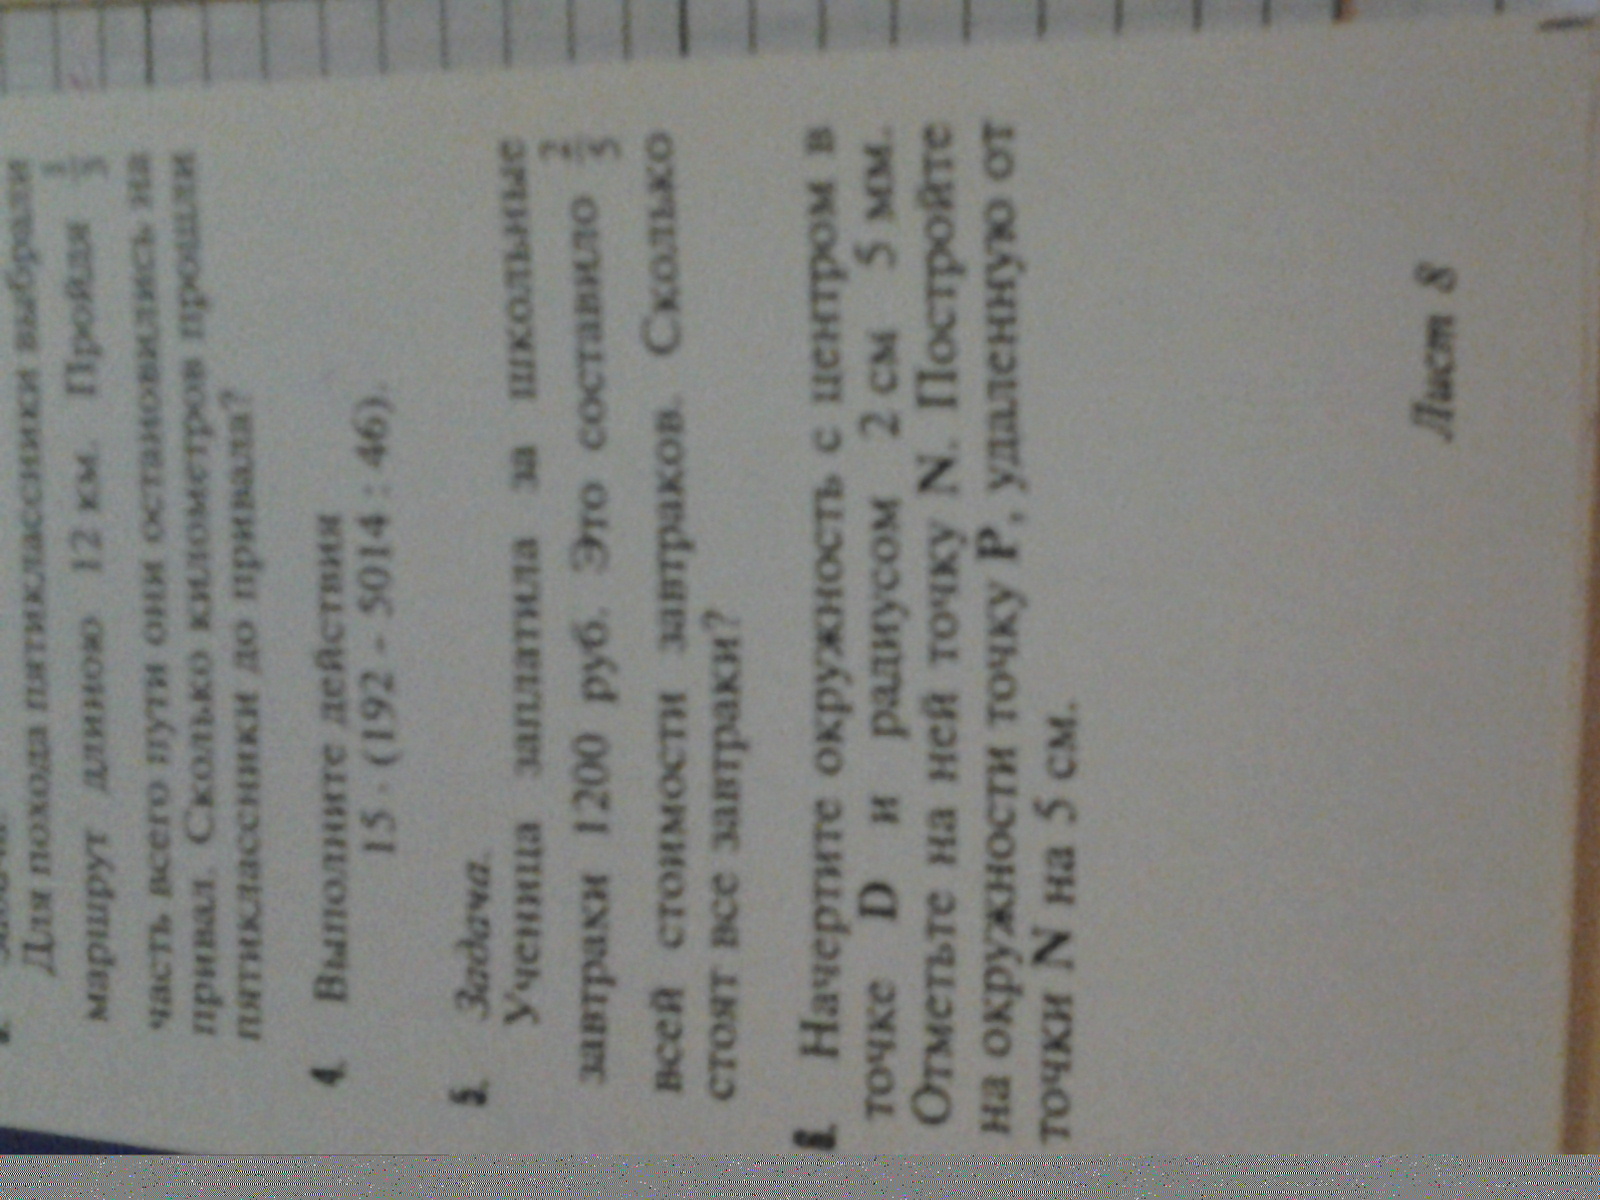 Для похода пятиклассники выбрали
маршрут длиною 12 км. Пройдя
часть всего пути они остановились на
привал. Сколько километров прошли
пятиклассники до привала?
4. Выполните действия
15 · (192 - 5014 : 46).
5. Задача.
Ученица заплатила за школьные
завтраки 1200 руб. Это составило 2/5
всей стоимости завтраков. Сколько
стоят все завтраки?
Начертите окружность с центром в
точке D и радиусом 2 см 5 мм.
Отметьте на ней точку N. Постройте
на окружности точку P, удаленную от
точки N на 5 см.
Лист 8